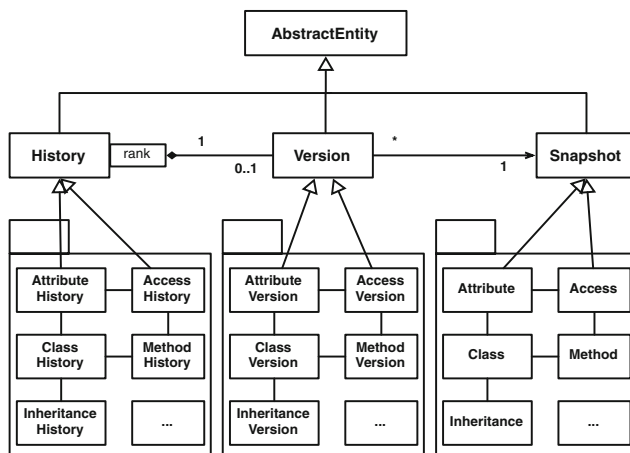 AbstractEntity
History
rank
1
0..1
Version
*
1
Snapshot
Attribute
History
Access
History
Class
History
Method
History
Inheritance
History
...
Attribute
Version
Access
Version
Class
Version
Method
Version
Inheritance
Version
...
Attribute
Access
Class
Method
Inheritance
...